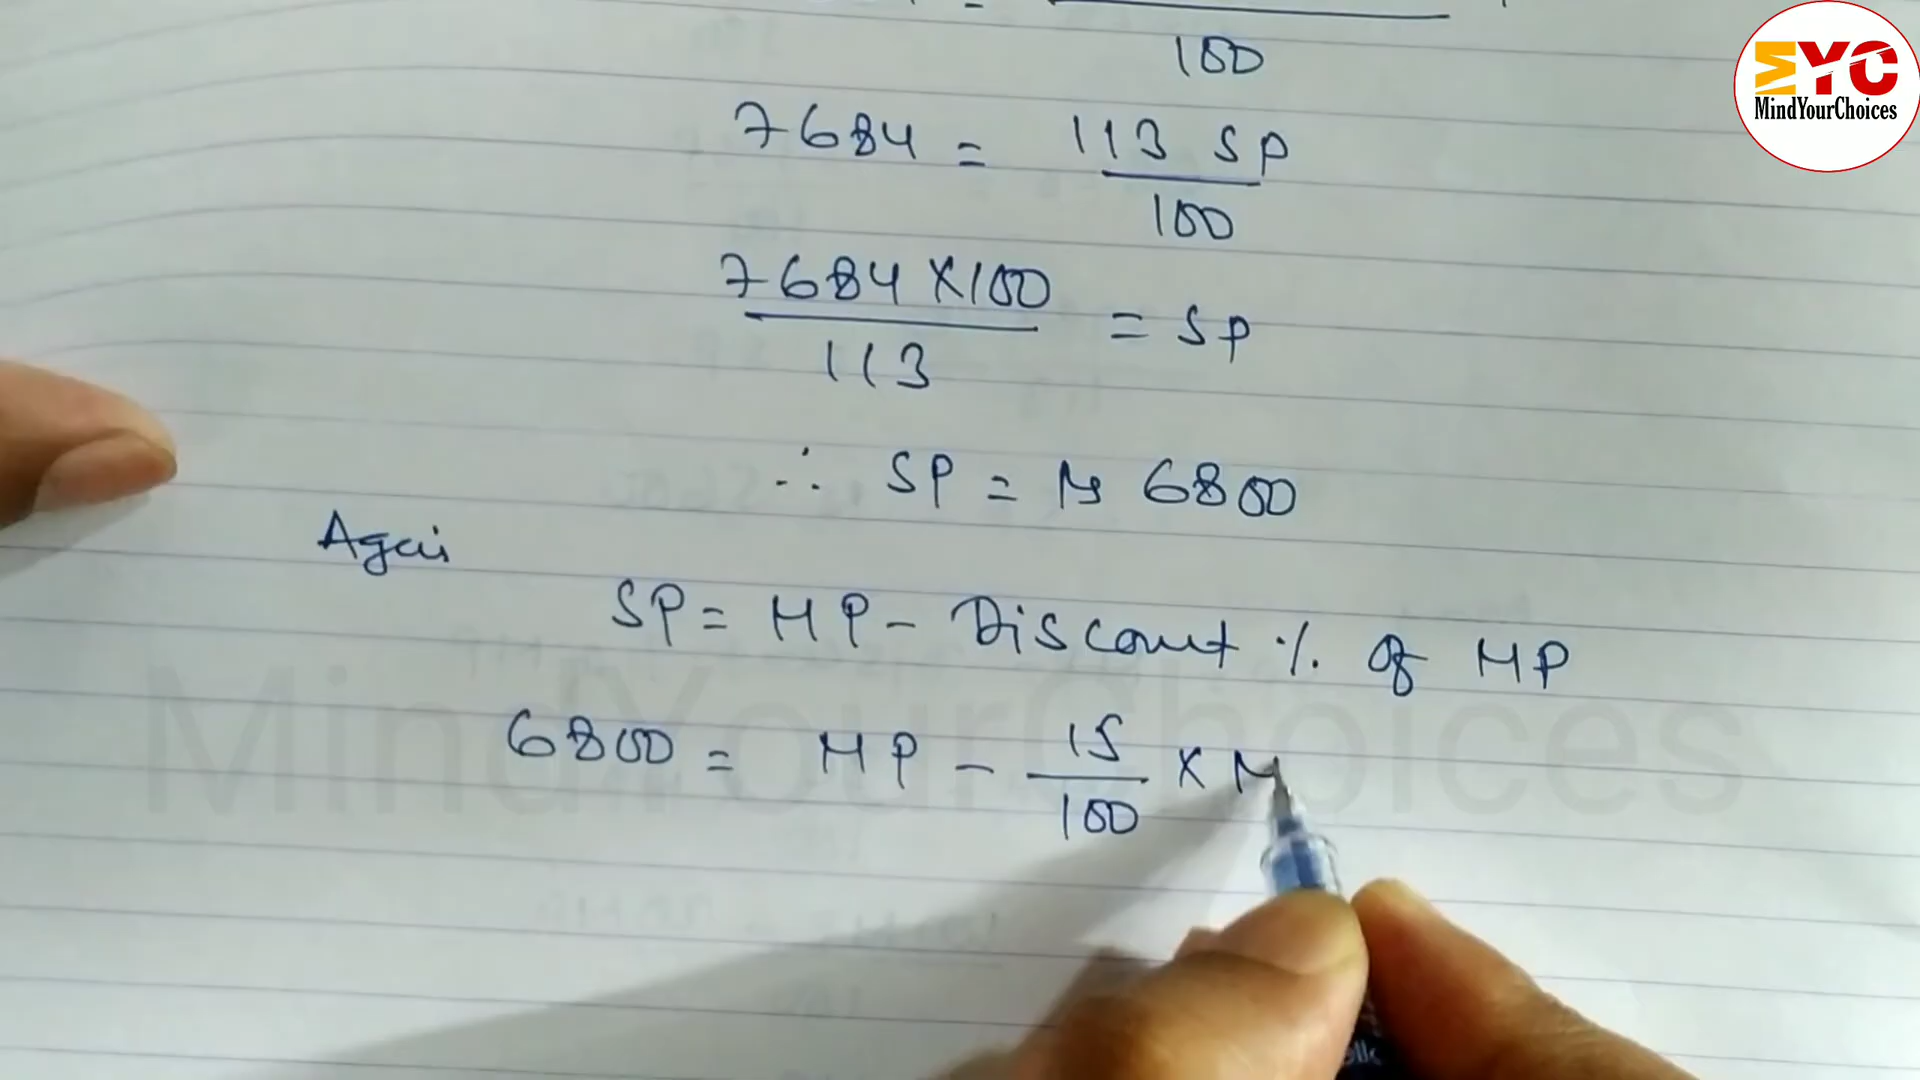 MYC
MindYourChoices
=
100
7684 = 113 SP
100
7684 × 100
= SP
113
∴ SP = Rs 6800
Again
SP = MP - Discount % of MP
6800 = MP - 15 × M
100
MindYourChoices